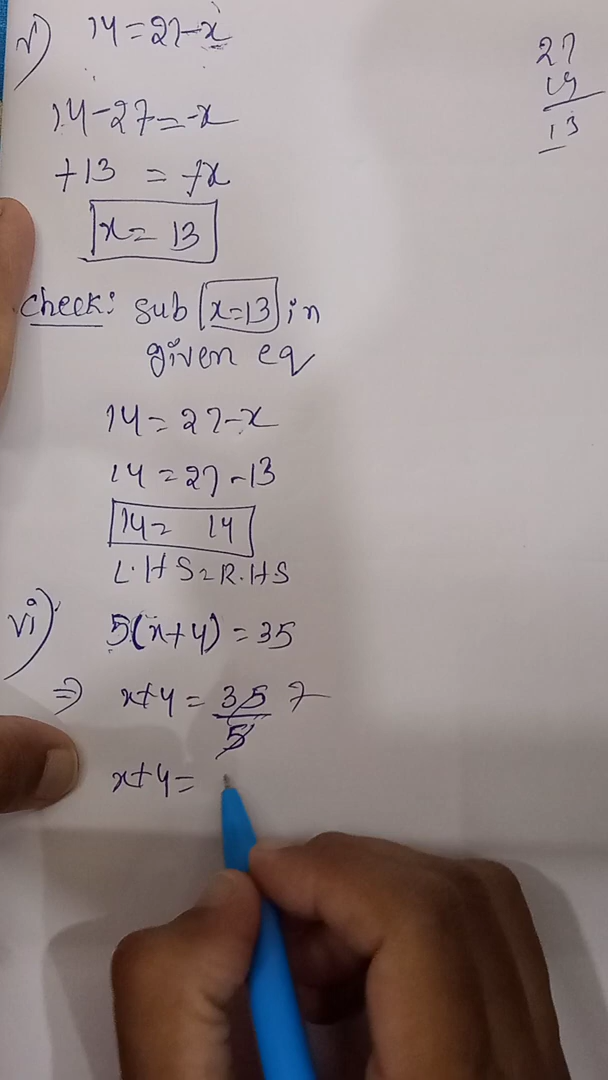 v) 14 = 27-x
14-27 = -x
+13 = +x
x = 13
Check: sub x=13 in
given eq
14 = 27-x
14 = 27-13
14 = 14
L.H.S = R.H.S
vi) 5(x+4) = 35
⇒ x+4 = 35/5 7
x+4 =
27
14
13